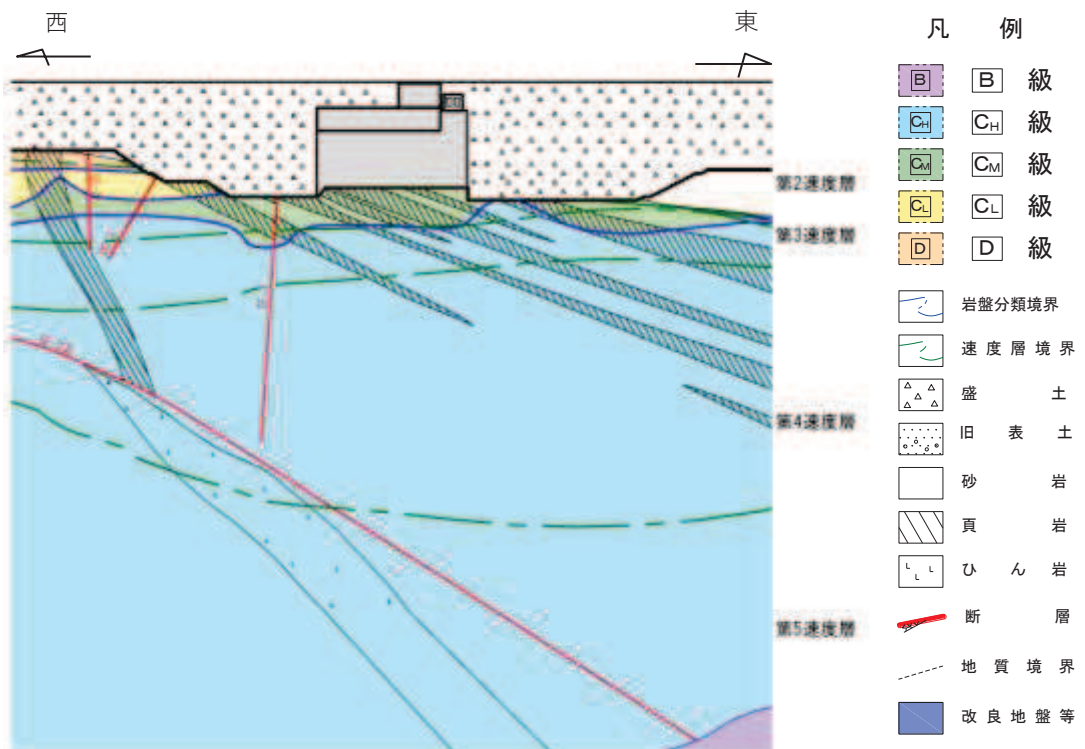 西
東
凡 例
B B 級
CH CH 級
CM CM 級
CL CL 級
D D 級
第2速度層
第3速度層
第4速度層
第5速度層
岩盤分類境界
速度層境界
盛土
旧表土
砂岩
頁岩
ひん岩
断層
地質境界
改良地盤等